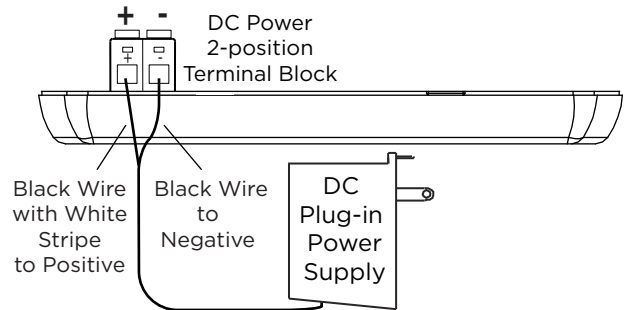 + -
DC Power
2-position
Terminal Block
+ -
Black Wire
with White
Stripe
to Positive
Black Wire
to
Negative
DC
Plug-in
Power
Supply